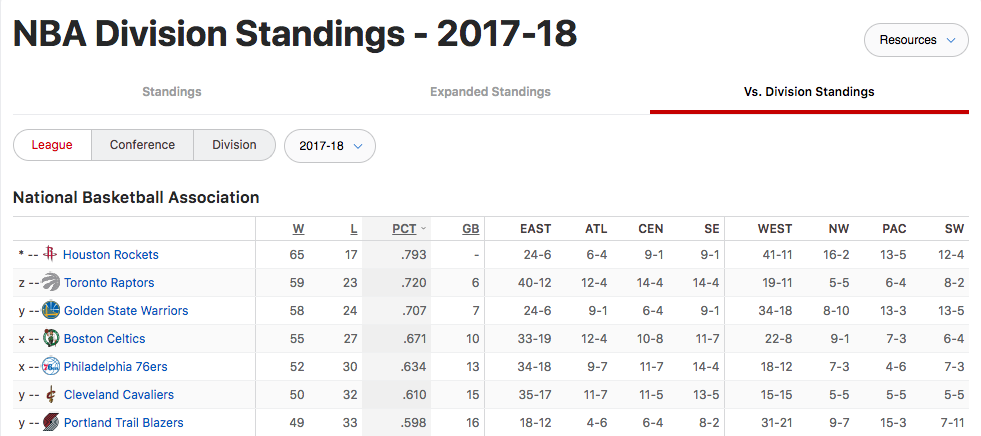 NBA Division Standings - 2017-18
Resources
Standings Expanded Standings Vs. Division Standings
League Conference Division 2017-18
National Basketball Association
W L PCT GB EAST ATL CEN SE WEST NW PAC SW
* -- Houston Rockets 65 17 .793 - 24-6 6-4 9-1 9-1 41-11 16-2 13-5 12-4
z -- Toronto Raptors 59 23 .720 6 40-12 12-4 14-4 14-4 19-11 5-5 6-4 8-2
y -- Golden State Warriors 58 24 .707 7 24-6 9-1 6-4 9-1 34-18 8-10 13-3 13-5
x -- Boston Celtics 55 27 .671 10 33-19 12-4 10-8 11-7 22-8 9-1 7-3 6-4
x -- Philadelphia 76ers 52 30 .634 13 34-18 9-7 11-7 14-4 18-12 7-3 4-6 7-3
y -- Cleveland Cavaliers 50 32 .610 15 35-17 11-7 11-5 13-5 15-15 5-5 5-5 5-5
y -- Portland Trail Blazers 49 33 .598 16 18-12 4-6 6-4 8-2 31-21 9-7 15-3 7-11